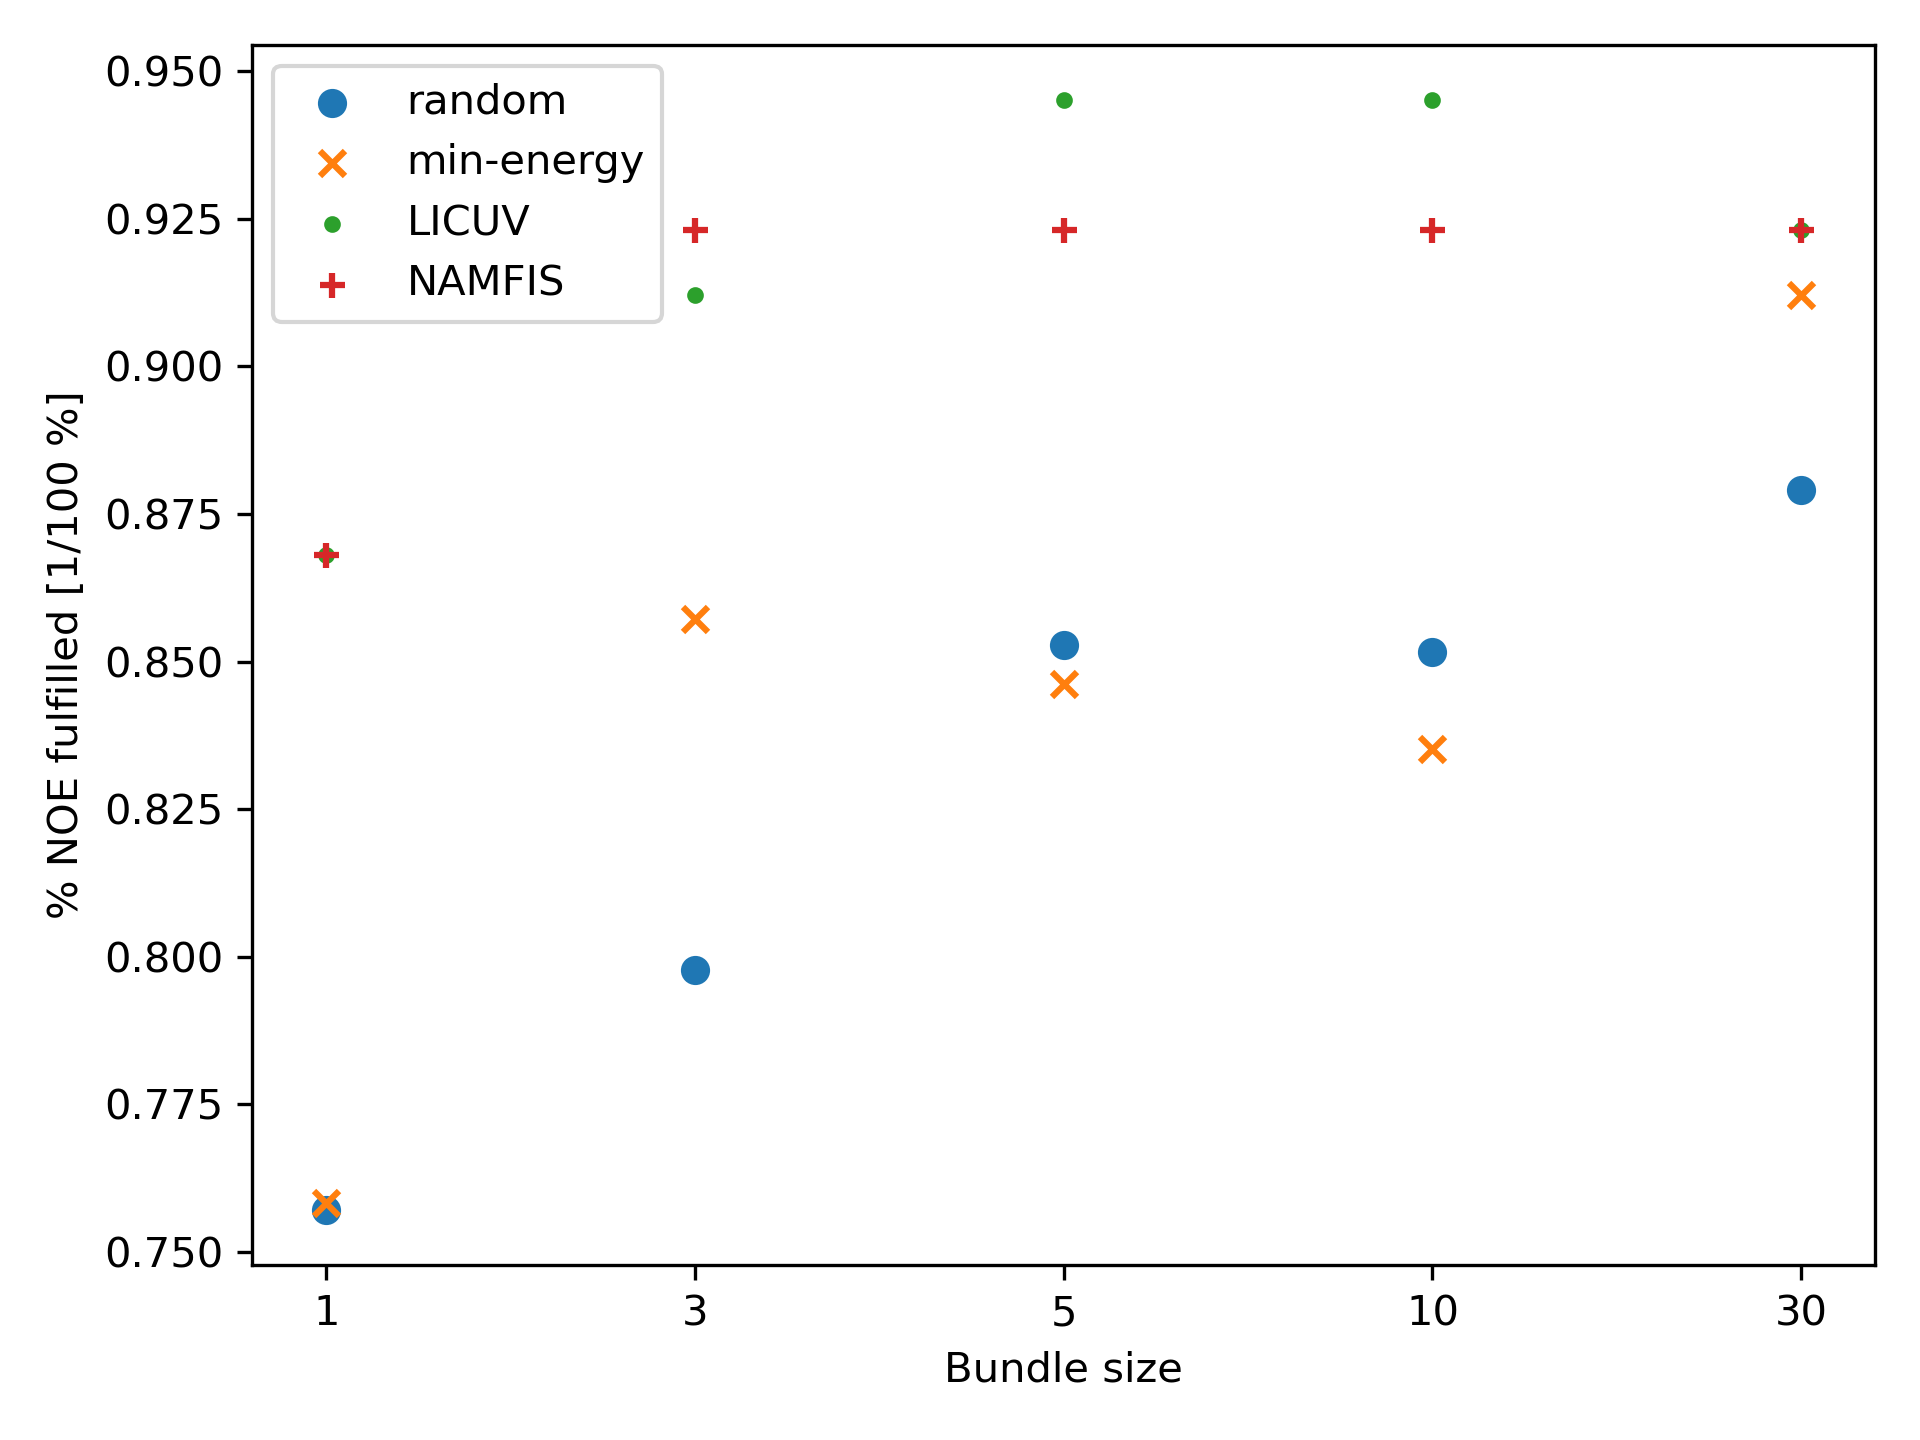 0.950
0.925
0.900
0.875
0.850
0.825
0.800
0.775
0.750
% NOE fulfilled [1/100 %]
random
min-energy
LICUV
NAMFIS
1 3 5 10 30
Bundle size